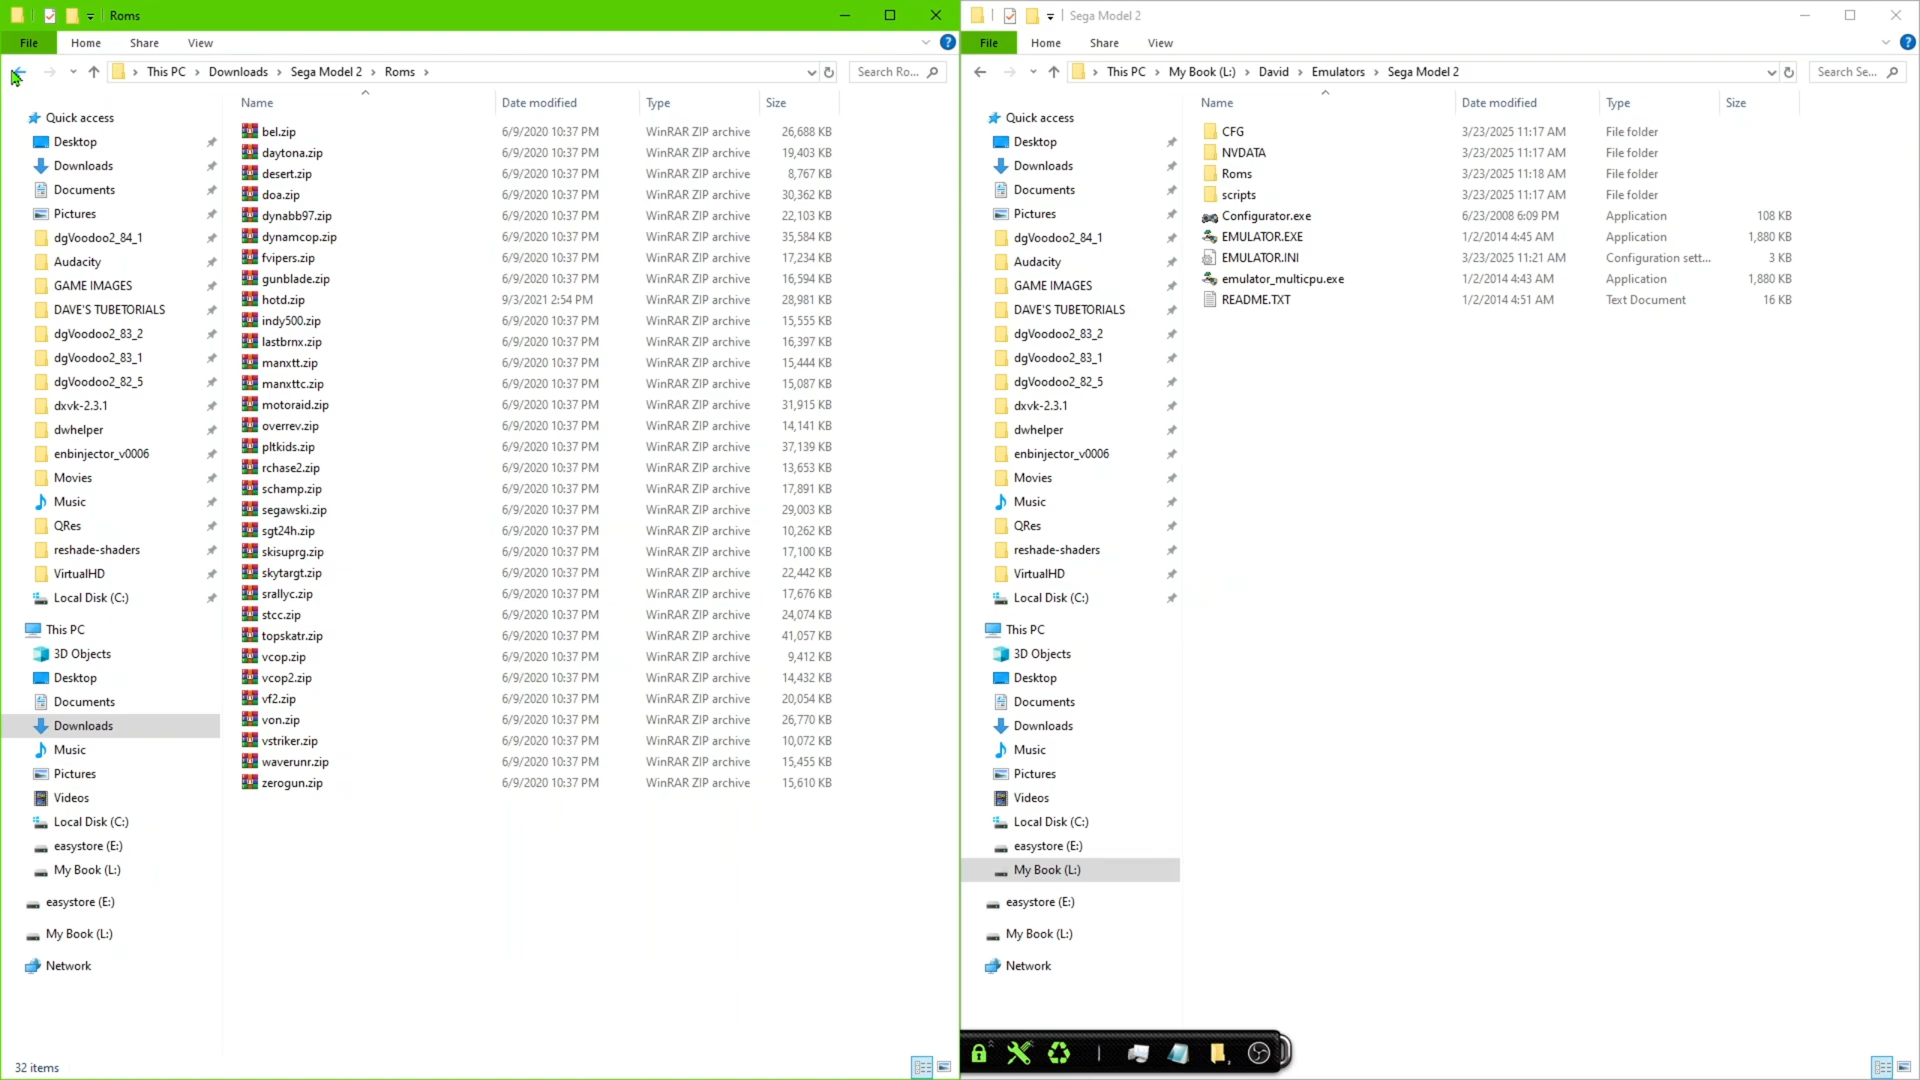 Roms
File Home Share View
This PC Downloads Sega Model 2 Roms
Search Ro...
Name Date modified Type Size
Quick access
Desktop
Downloads
Documents
Pictures
dgVoodoo2_84_1
Audacity
GAME IMAGES
DAVE'S TUBETORIALS
dgVoodoo2_83_2
dgVoodoo2_83_1
dgVoodoo2_82_5
dxvk-2.3.1
dwhelper
enbinjector_v0006
Movies
Music
QRes
reshade-shaders
VirtualHD
Local Disk (C:)
This PC
3D Objects
Desktop
Documents
Downloads
Music
Pictures
Videos
Local Disk (C:)
easystore (E:)
My Book (L:)
easystore (E:)
My Book (L:)
Network
bel.zip 6/9/2020 10:37 PM WinRAR ZIP archive 26,688 KB
daytona.zip 6/9/2020 10:37 PM WinRAR ZIP archive 19,403 KB
desert.zip 6/9/2020 10:37 PM WinRAR ZIP archive 8,767 KB
doa.zip 6/9/2020 10:37 PM WinRAR ZIP archive 30,362 KB
dynabb97.zip 6/9/2020 10:37 PM WinRAR ZIP archive 22,103 KB
dynamcop.zip 6/9/2020 10:37 PM WinRAR ZIP archive 35,584 KB
fvipers.zip 6/9/2020 10:37 PM WinRAR ZIP archive 17,234 KB
gunblade.zip 6/9/2020 10:37 PM WinRAR ZIP archive 16,594 KB
hotd.zip 9/3/2021 2:54 PM WinRAR ZIP archive 28,981 KB
indy500.zip 6/9/2020 10:37 PM WinRAR ZIP archive 15,555 KB
lastbrnx.zip 6/9/2020 10:37 PM WinRAR ZIP archive 16,397 KB
manxtt.zip 6/9/2020 10:37 PM WinRAR ZIP archive 15,444 KB
manxttc.zip 6/9/2020 10:37 PM WinRAR ZIP archive 15,087 KB
motoraid.zip 6/9/2020 10:37 PM WinRAR ZIP archive 31,915 KB
overrev.zip 6/9/2020 10:37 PM WinRAR ZIP archive 14,141 KB
pltkids.zip 6/9/2020 10:37 PM WinRAR ZIP archive 37,139 KB
rchase2.zip 6/9/2020 10:37 PM WinRAR ZIP archive 13,653 KB
schamp.zip 6/9/2020 10:37 PM WinRAR ZIP archive 17,891 KB
segawski.zip 6/9/2020 10:37 PM WinRAR ZIP archive 29,003 KB
sgt24h.zip 6/9/2020 10:37 PM WinRAR ZIP archive 10,262 KB
skisuprg.zip 6/9/2020 10:37 PM WinRAR ZIP archive 17,100 KB
skytargt.zip 6/9/2020 10:37 PM WinRAR ZIP archive 22,442 KB
srallyc.zip 6/9/2020 10:37 PM WinRAR ZIP archive 17,676 KB
stcc.zip 6/9/2020 10:37 PM WinRAR ZIP archive 24,074 KB
topskatr.zip 6/9/2020 10:37 PM WinRAR ZIP archive 41,057 KB
vcop.zip 6/9/2020 10:37 PM WinRAR ZIP archive 9,412 KB
vcop2.zip 6/9/2020 10:37 PM WinRAR ZIP archive 14,432 KB
vf2.zip 6/9/2020 10:37 PM WinRAR ZIP archive 20,054 KB
von.zip 6/9/2020 10:37 PM WinRAR ZIP archive 26,770 KB
vstriker.zip 6/9/2020 10:37 PM WinRAR ZIP archive 10,072 KB
waverunr.zip 6/9/2020 10:37 PM WinRAR ZIP archive 15,455 KB
zerogun.zip 6/9/2020 10:37 PM WinRAR ZIP archive 15,610 KB
32 items
Sega Model 2
File Home Share View
This PC My Book (L:) David Emulators Sega Model 2
Search Se...
Name Date modified Type Size
Quick access
Desktop
Downloads
Documents
Pictures
dgVoodoo2_84_1
Audacity
GAME IMAGES
DAVE'S TUBETORIALS
dgVoodoo2_83_2
dgVoodoo2_83_1
dgVoodoo2_82_5
dxvk-2.3.1
dwhelper
enbinjector_v0006
Movies
Music
QRes
reshade-shaders
VirtualHD
Local Disk (C:)
This PC
3D Objects
Desktop
Documents
Downloads
Music
Pictures
Videos
Local Disk (C:)
easystore (E:)
My Book (L:)
easystore (E:)
My Book (L:)
Network
CFG 3/23/2025 11:17 AM File folder
NVDATA 3/23/2025 11:17 AM File folder
Roms 3/23/2025 11:18 AM File folder
scripts 3/23/2025 11:17 AM File folder
Configurator.exe 6/23/2008 6:09 PM Application 108 KB
EMULATOR.EXE 1/2/2014 4:45 AM Application 1,880 KB
EMULATOR.INI 3/23/2025 11:21 AM Configuration sett... 3 KB
emulator_multicpu.exe 1/2/2014 4:43 AM Application 1,880 KB
README.TXT 1/2/2014 4:51 AM Text Document 16 KB